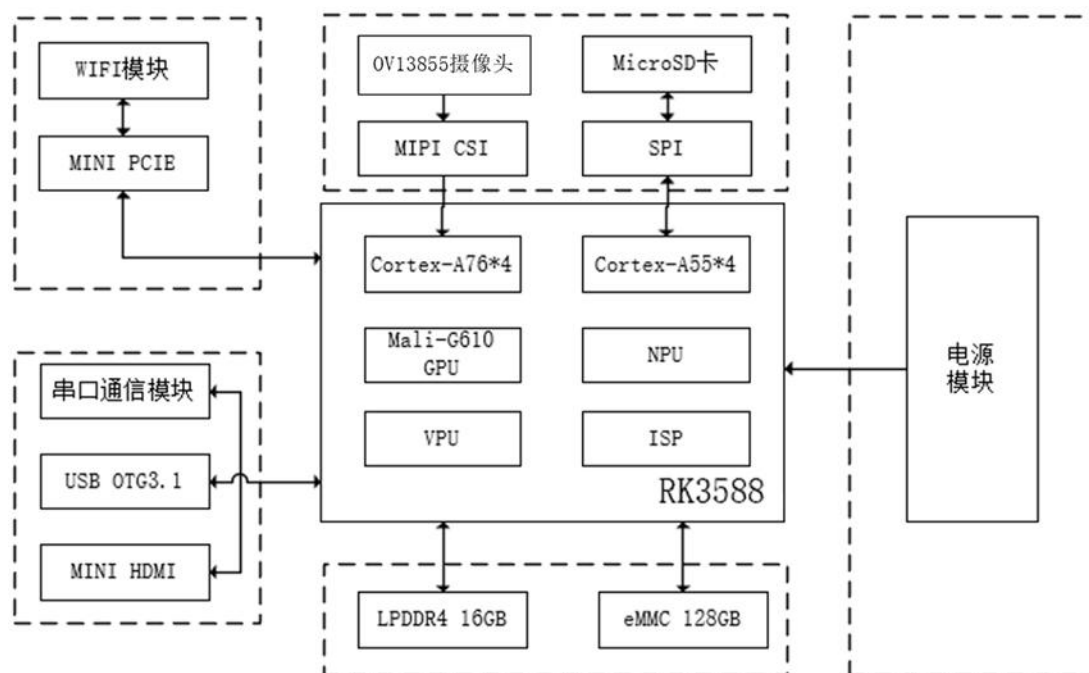 WIFI模块
MINI PCIE
OV13855摄像头
MIPI CSI
MicroSD卡
SPI
Cortex-A76*4
Cortex-A55*4
Mali-G610
GPU
NPU
VPU
ISP
RK3588
电源
模块
串口通信模块
USB OTG3.1
MINI HDMI
LPDDR4 16GB
eMMC 128GB